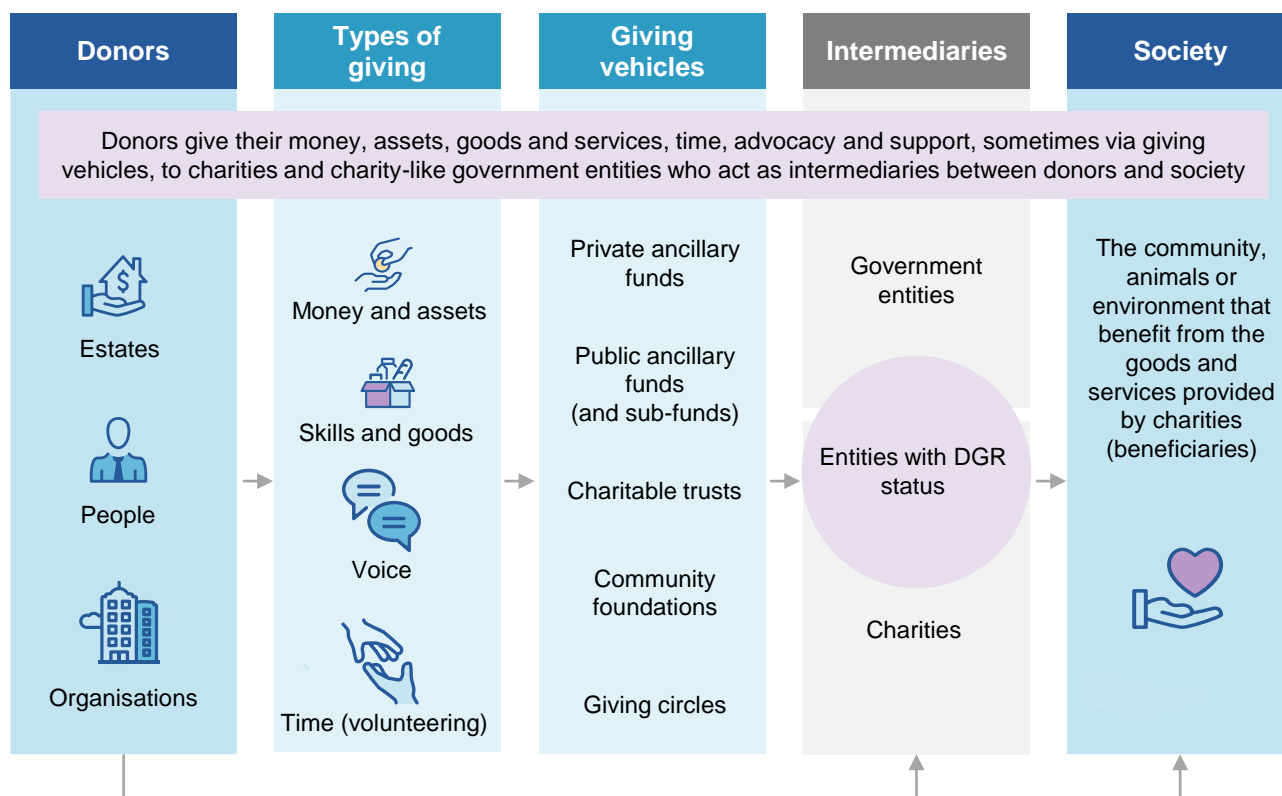 Donors
Types of
giving
Giving
vehicles
Intermediaries
Society
Donors give their money, assets, goods and services, time, advocacy and support, sometimes via giving
vehicles, to charities and charity-like government entities who act as intermediaries between donors and society
$
Estates
People
Organisations
Money and assets
Skills and goods
Voice
Time (volunteering)
Private ancillary
funds
Public ancillary
funds
(and sub-funds)
Charitable trusts
Community
foundations
Giving circles
Government
entities
Entities with DGR
status
Charities
The community,
animals or
environment that
benefit from the
goods and
services provided
by charities
(beneficiaries)